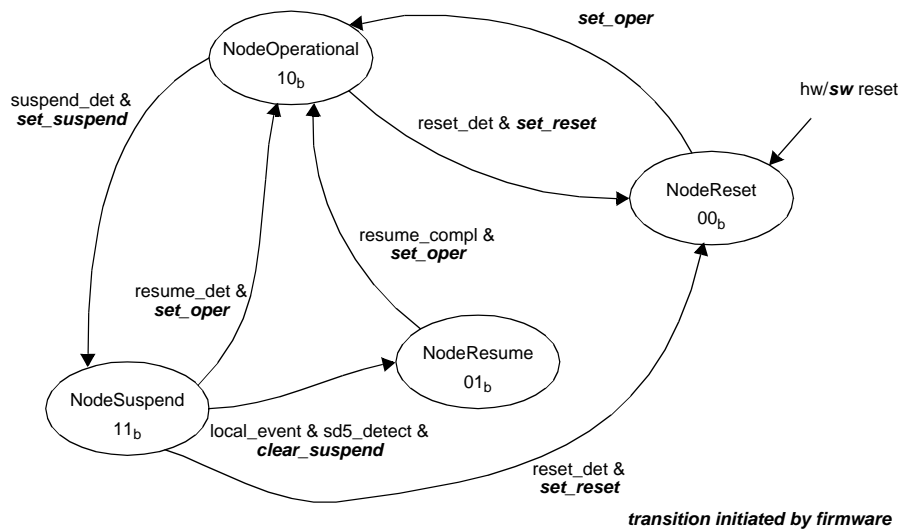 set_oper
NodeOperational
10b
hw/sw reset
suspend_det &
set_suspend
reset_det & set_reset
NodeReset
00b
resume_compl &
set_oper
resume_det &
set_oper
NodeResume
01b
NodeSuspend
11b
local_event & sd5_detect &
clear_suspend
reset_det &
set_reset
transition initiated by firmware